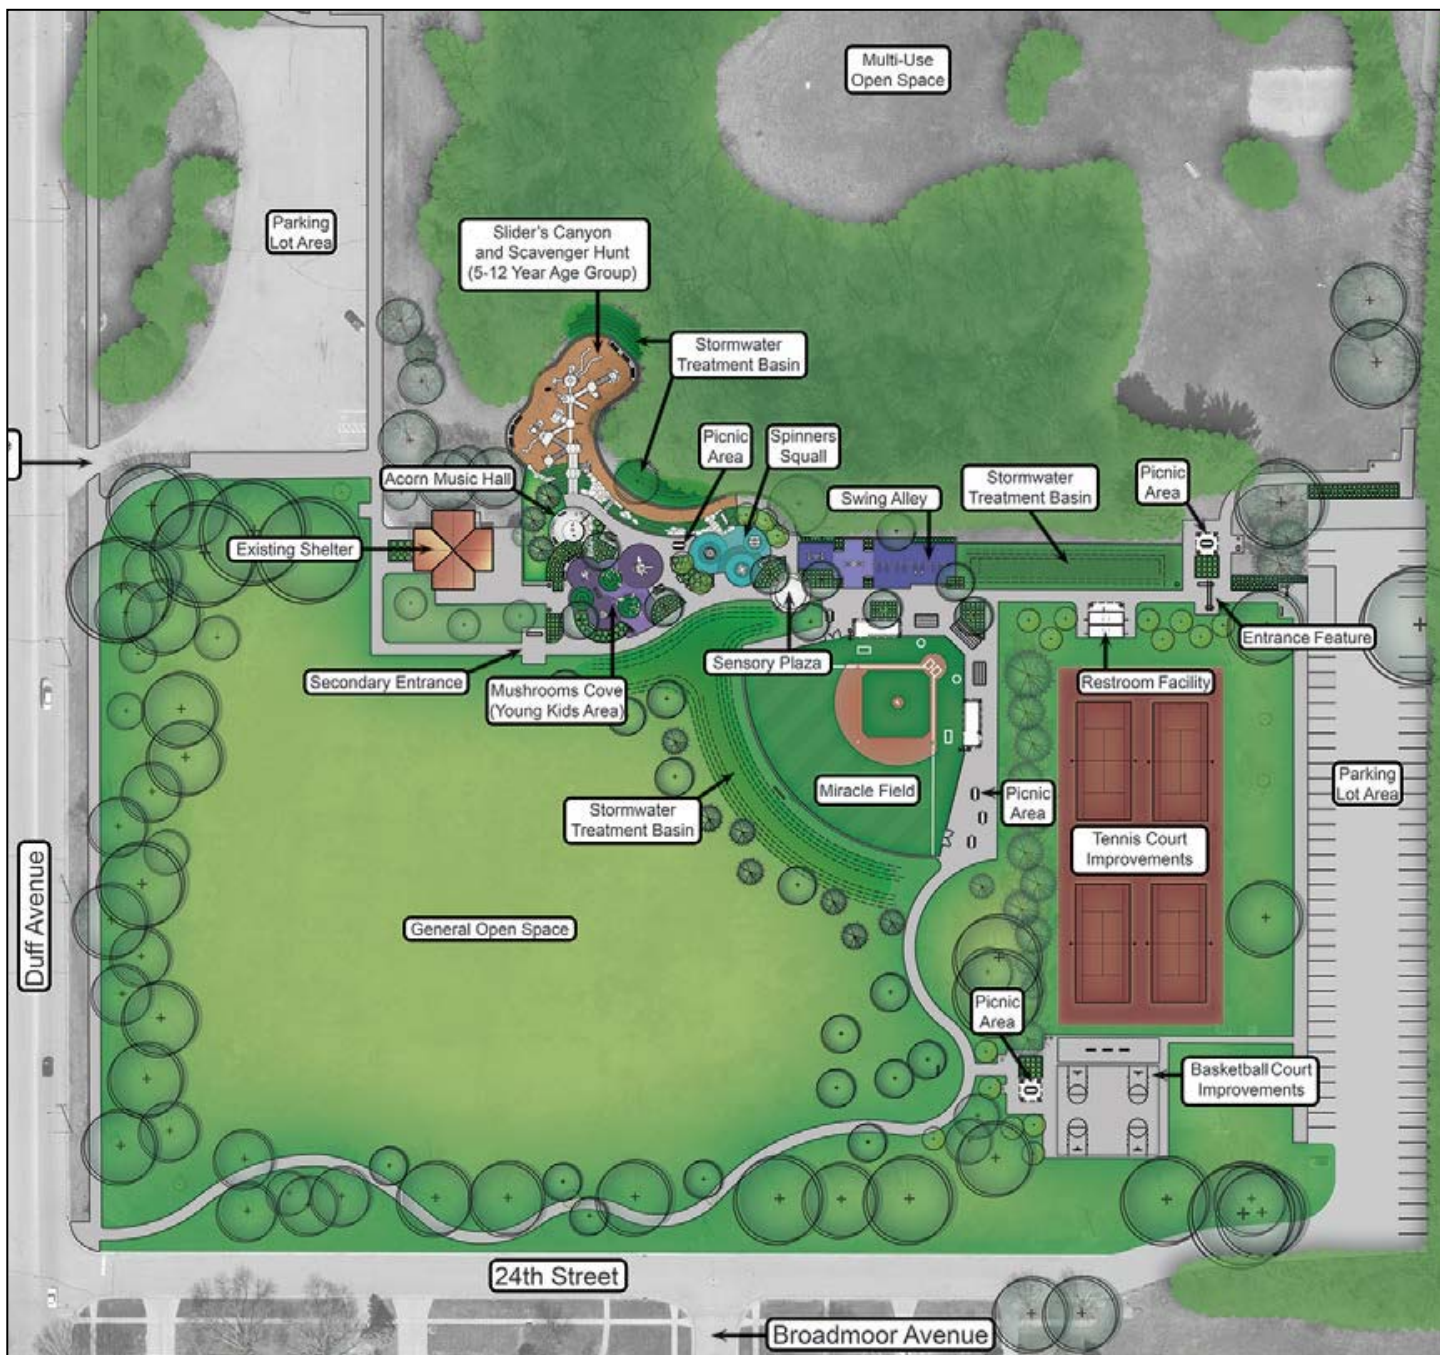 Multi-Use
Open Space
Parking
Lot Area
Slider's Canyon
and Scavenger Hunt
(5-12 Year Age Group)
Stormwater
Treatment Basin
Picnic
Area
Spinners
Squall
Acorn Music Hall
Swing Alley
Stormwater
Treatment Basin
Picnic
Area
Existing Shelter
Entrance Feature
Sensory Plaza
Secondary Entrance
Mushrooms Cove
(Young Kids Area)
Restroom Facility
Miracle Field
Picnic
Area
Parking
Lot Area
Stormwater
Treatment Basin
Tennis Court
Improvements
General Open Space
Duff Avenue
Picnic
Area
Basketball Court
Improvements
24th Street
Broadmoor Avenue